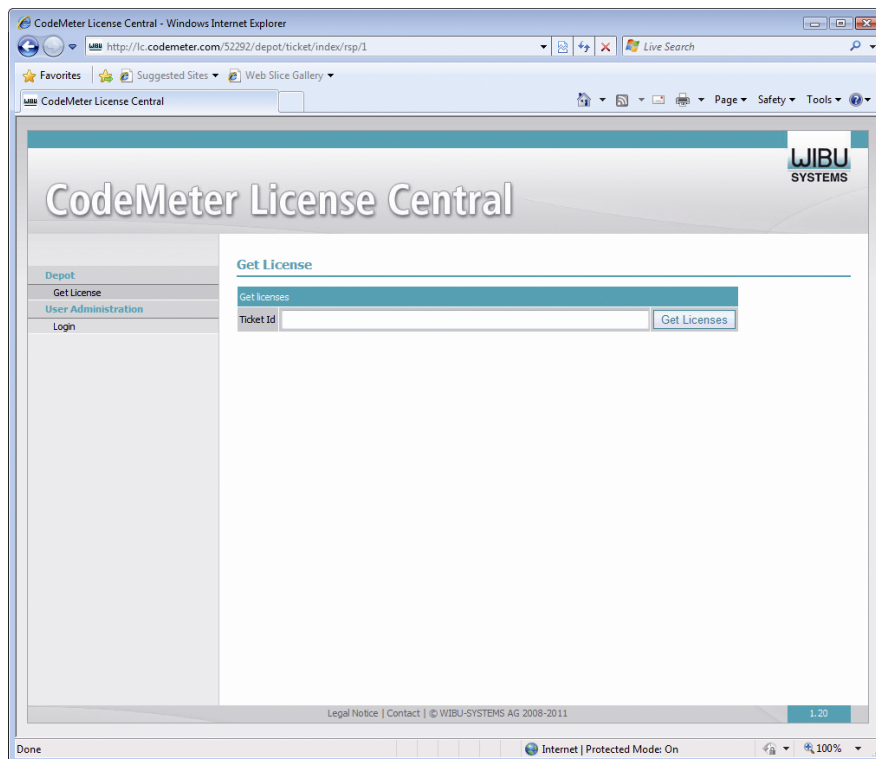 CodeMeter License Central - Windows Internet Explorer
http://lc.codemeter.com/52292/depot/ticket/index/rsp/1
Live Search
Favorites
Suggested Sites
Web Slice Gallery
CodeMeter License Central
Page
Safety
Tools
WIBU
SYSTEMS
CodeMeter License Central
Depot
Get License
User Administration
Login
Get License
Get licenses
Ticket Id
Get Licenses
Legal Notice | Contact | © WIBU-SYSTEMS AG 2008-2011
1.20
Done
Internet | Protected Mode: On
100%